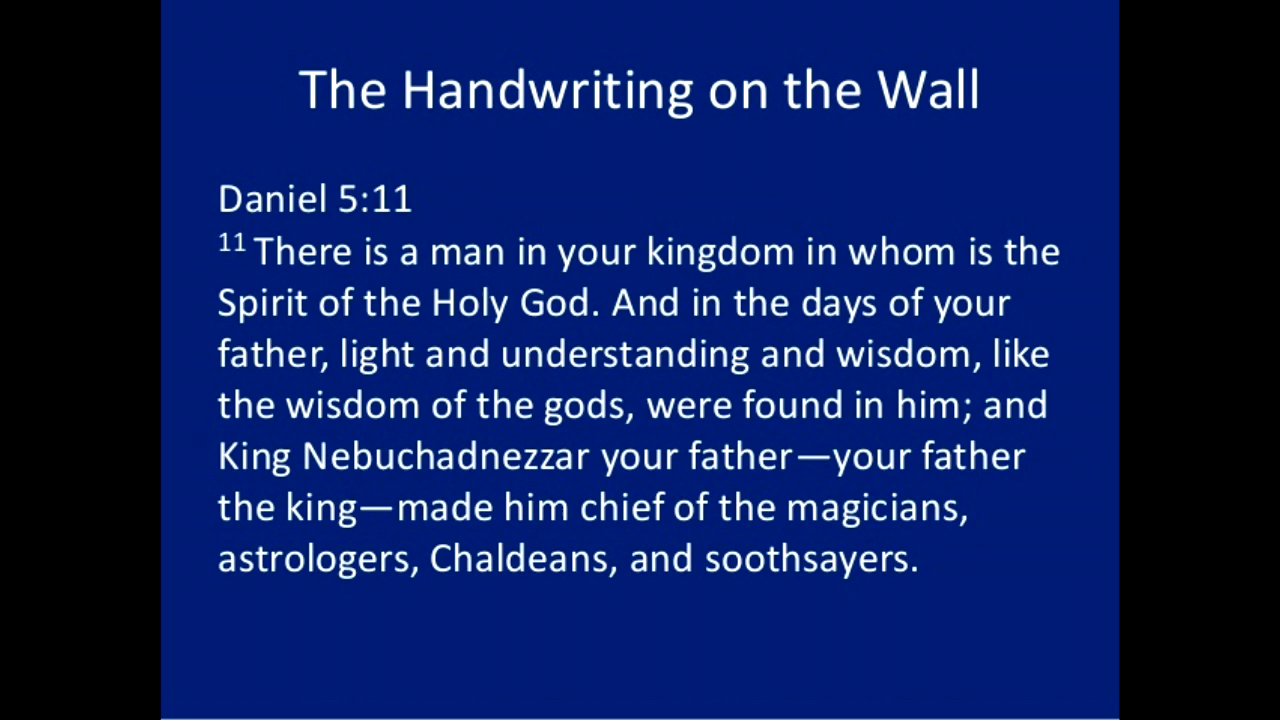 The Handwriting on the Wall
Daniel 5:11
11 There is a man in your kingdom in whom is the
Spirit of the Holy God. And in the days of your
father, light and understanding and wisdom, like
the wisdom of the gods, were found in him; and
King Nebuchadnezzar your father—your father
the king—made him chief of the magicians,
astrologers, Chaldeans, and soothsayers.